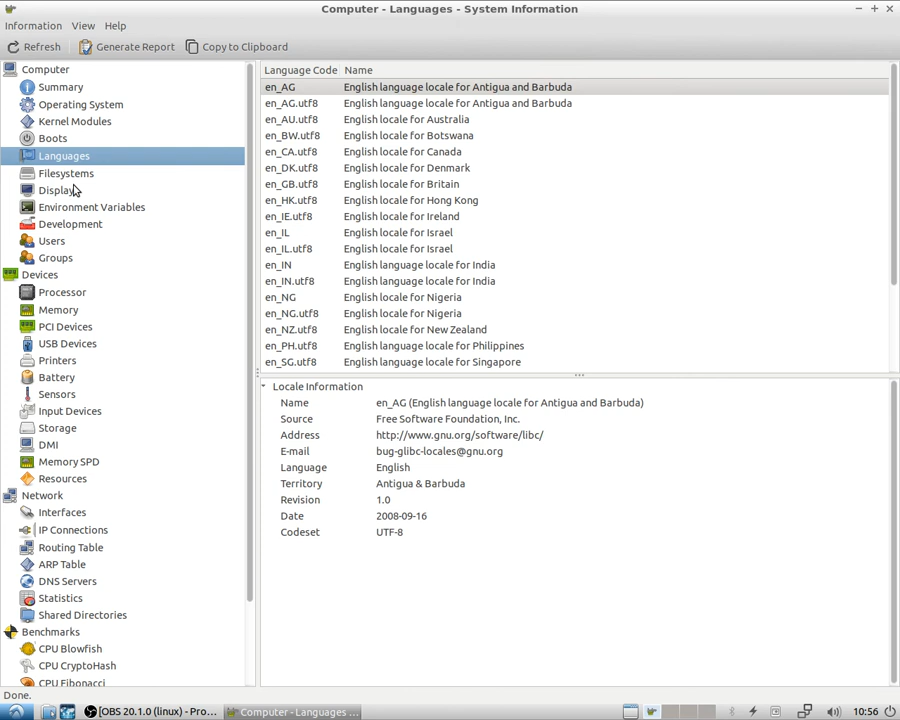 Computer - Languages - System Information
Information View Help
Refresh Generate Report Copy to Clipboard
Computer
Summary
Operating System
Kernel Modules
Boots
Languages
Filesystems
Display
Environment Variables
Development
Users
Groups
Devices
Processor
Memory
PCI Devices
USB Devices
Printers
Battery
Sensors
Input Devices
Storage
DMI
Memory SPD
Resources
Network
Interfaces
IP Connections
Routing Table
ARP Table
DNS Servers
Statistics
Shared Directories
Benchmarks
CPU Blowfish
CPU CryptoHash
CPU Fibonacci
Language Code Name
en_AG English language locale for Antigua and Barbuda
en_AG.utf8 English language locale for Antigua and Barbuda
en_AU.utf8 English locale for Australia
en_BW.utf8 English locale for Botswana
en_CA.utf8 English locale for Canada
en_DK.utf8 English locale for Denmark
en_GB.utf8 English locale for Britain
en_HK.utf8 English locale for Hong Kong
en_IE.utf8 English locale for Ireland
en_IL English locale for Israel
en_IL.utf8 English locale for Israel
en_IN English language locale for India
en_IN.utf8 English language locale for India
en_NG English locale for Nigeria
en_NG.utf8 English locale for Nigeria
en_NZ.utf8 English locale for New Zealand
en_PH.utf8 English locale for Philippines
en_SG.utf8 English locale for Singapore
Locale Information
Name en_AG (English language locale for Antigua and Barbuda)
Source Free Software Foundation, Inc.
Address http://www.gnu.org/software/libc/
E-mail bug-glibc-locales@gnu.org
Language English
Territory Antigua & Barbuda
Revision 1.0
Date 2008-09-16
Codeset UTF-8
Done.
[OBS 20.1.0 (linux) - Pro... Computer - Languages ... 10:56